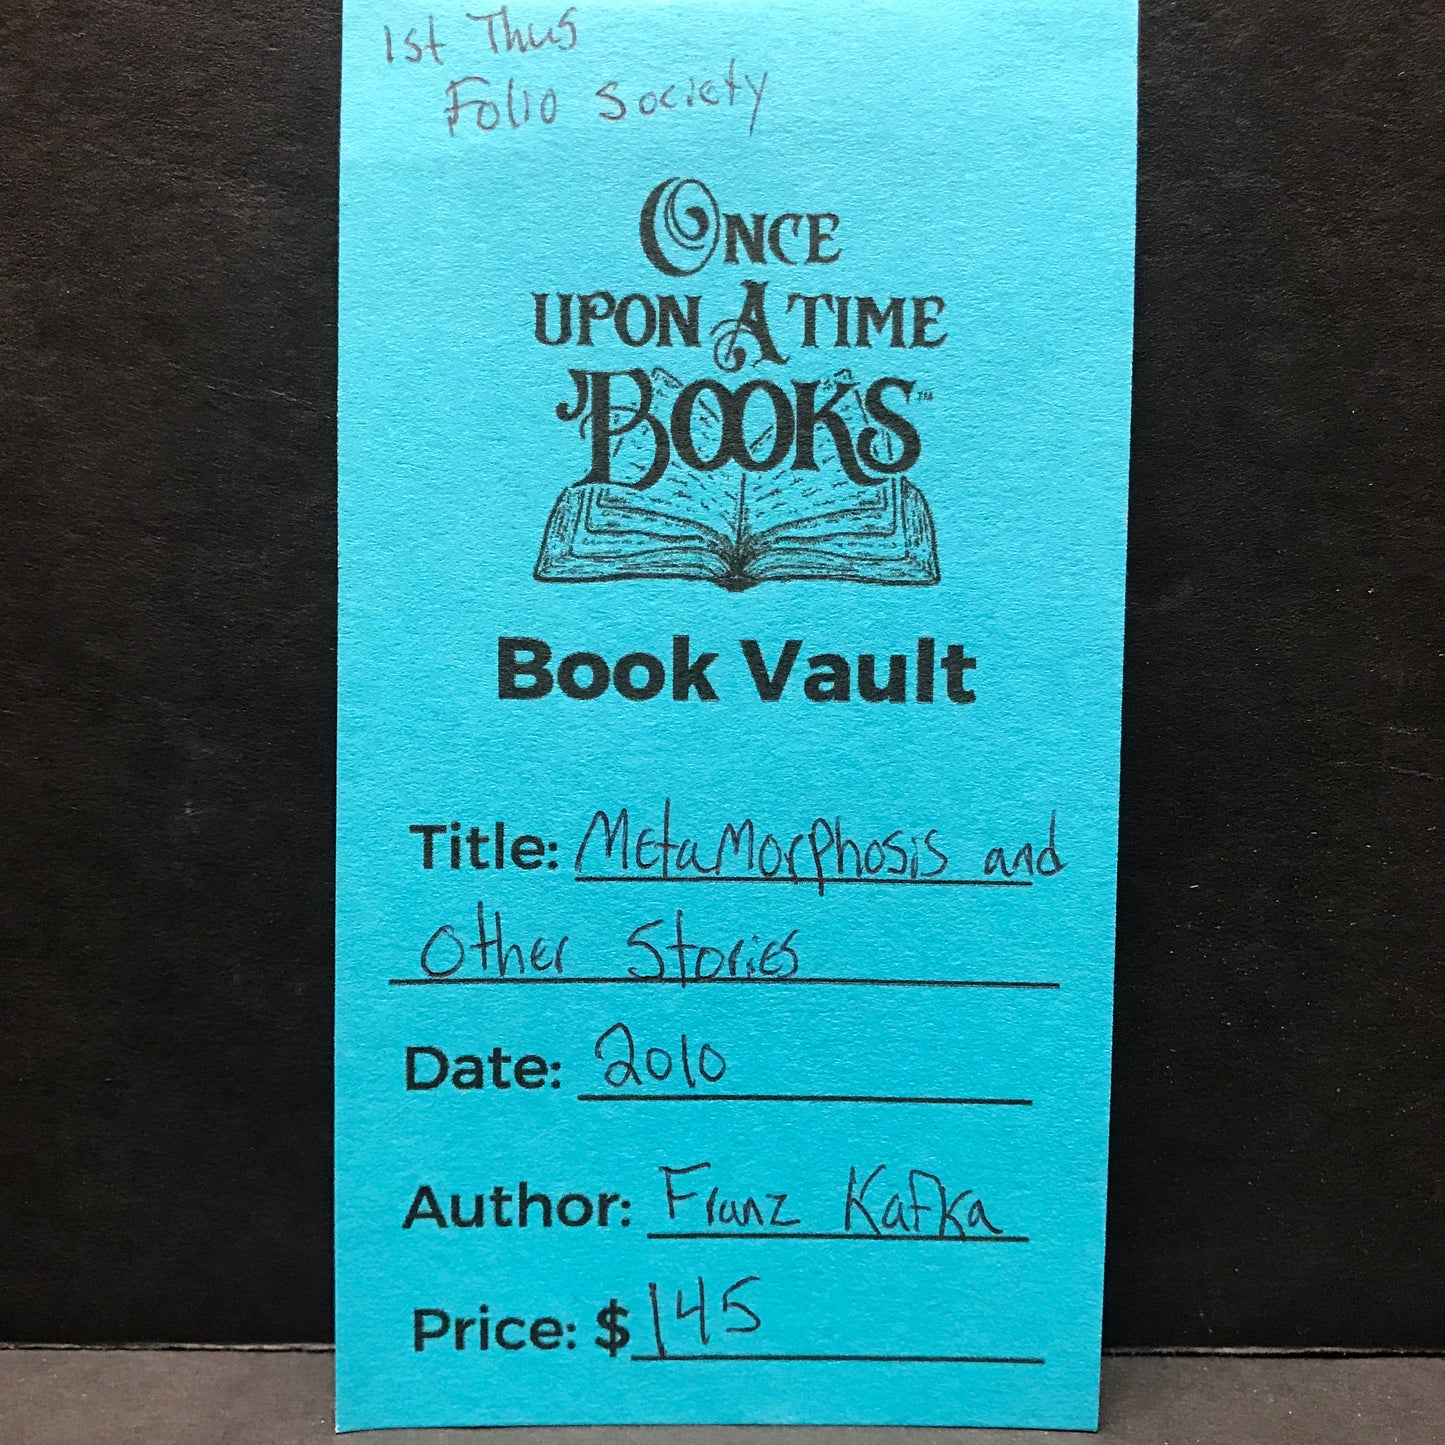 1st Thus
Folio Society
ONCE
UPON A TIME
BOOKS™
Book Vault
Title: Metamorphosis and
Other Stories
Date: 2010
Author: Franz Kafka
Price: $145